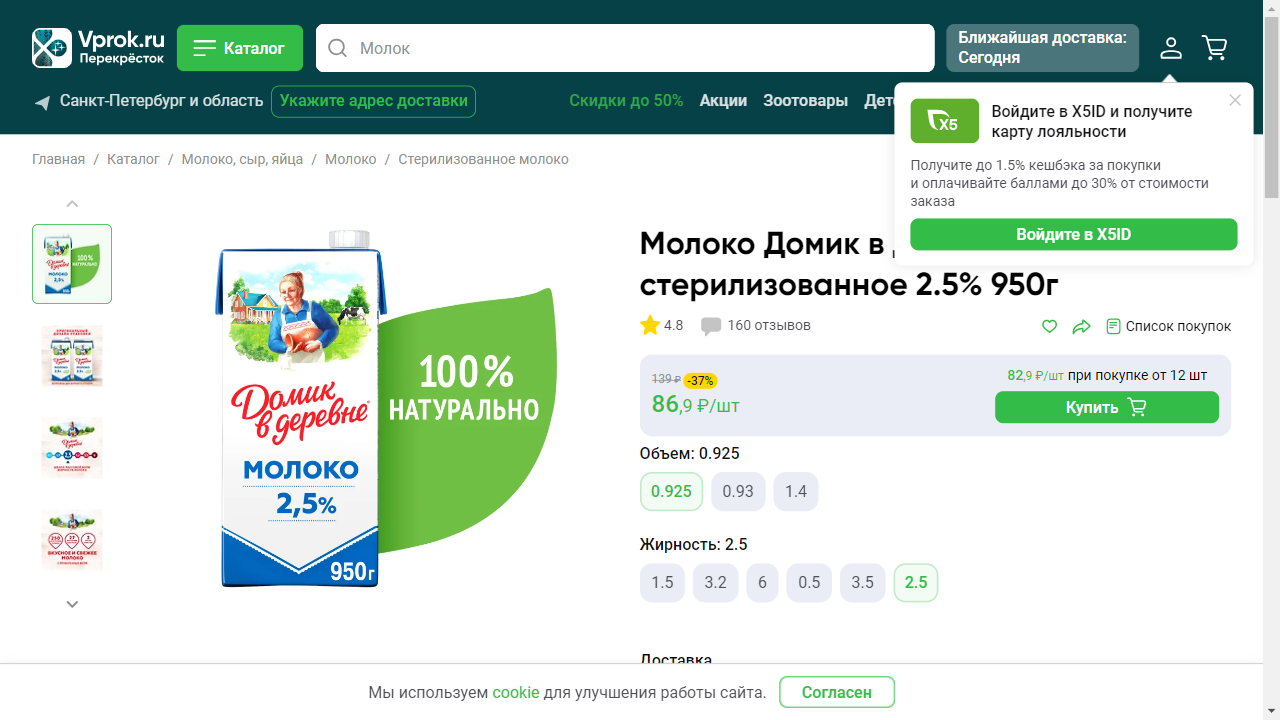 Vprok.ru
Перекрёсток
Каталог
Молок
Ближайшая доставка:
Сегодня
Санкт-Петербург и область
Укажите адрес доставки
Скидки до 50%
Акции
Зоотовары
X5
Войдите в X5ID и получите
карту лояльности
Получите до 1.5% кешбэка за покупки
и оплачивайте баллами до 30% от стоимости
заказа
Войдите в X5ID
Главная / Каталог / Молоко, сыр, яйца / Молоко / Стерилизованное молоко
Молоко Домик в
стерилизованное 2.5% 950г
4.8
160 отзывов
Список покупок
139 ₽ -37%
86,9 ₽/шт
82,9 ₽/шт при покупке от 12 шт
Купить
Объем: 0.925
0.925
0.93
1.4
Жирность: 2.5
1.5
3.2
6
0.5
3.5
2.5
Доставка
Домик
в деревне
МОЛОКО
2,5%
950г
100%
НАТУРАЛЬНО
Мы используем cookie для улучшения работы сайта.
Согласен